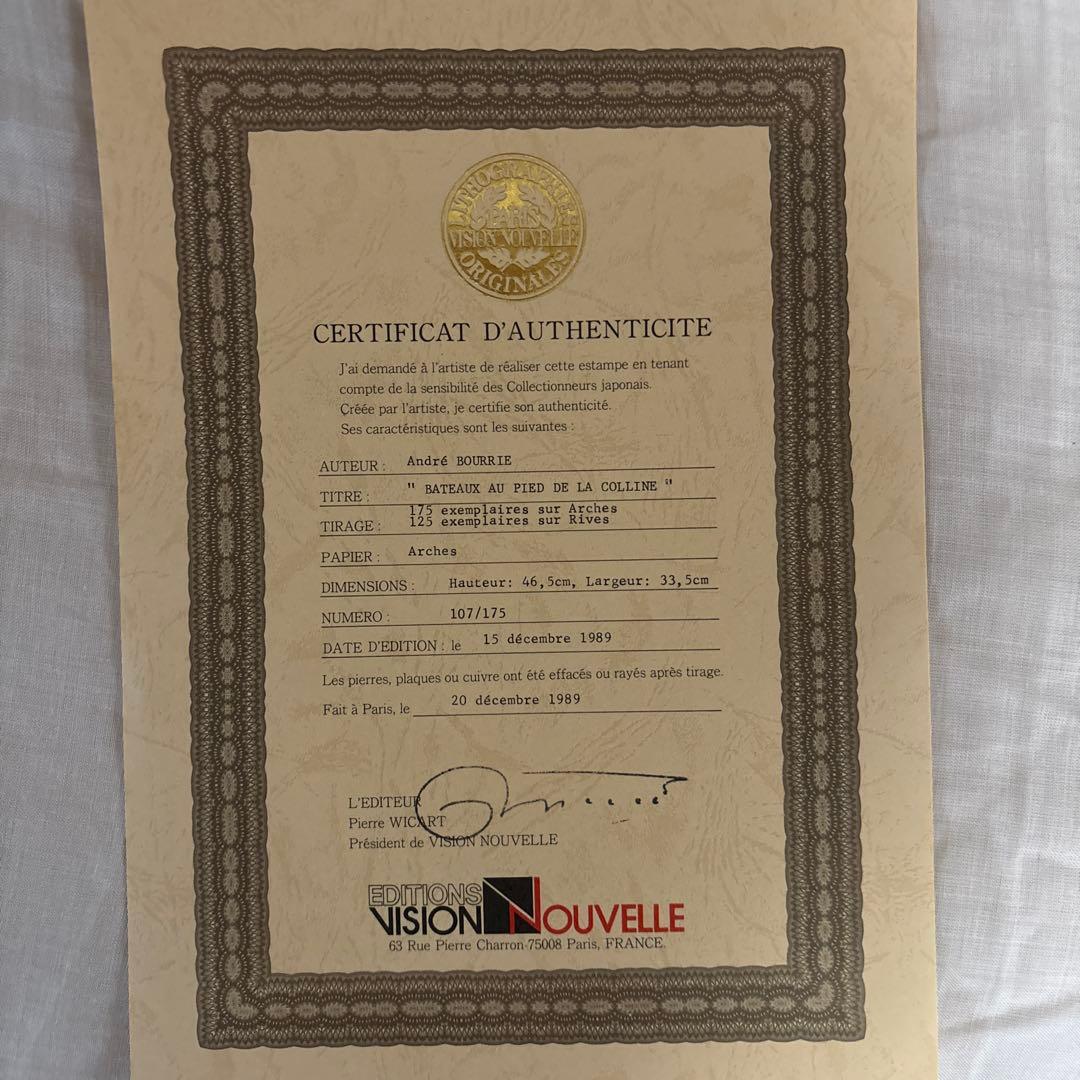 LITHOGRAPHIES
PARIS
VISION NOUVELLE
ORIGINALES
CERTIFICAT D'AUTHENTICITE
J'ai demandé à l'artiste de réaliser cette estampe en tenant
compte de la sensibilité des Collectionneurs japonais.
Créée par l'artiste, je certifie son authenticité.
Ses caractéristiques sont les suivantes :
AUTEUR : André BOURRIE
TITRE : " BATEAUX AU PIED DE LA COLLINE "
175 exemplaires sur Arches
TIRAGE : 125 exemplaires sur Rives
PAPIER : Arches
DIMENSIONS : Hauteur: 46,5cm, Largeur: 33,5cm
NUMERO : 107/175
DATE D'EDITION : le 15 décembre 1989
Les pierres, plaques ou cuivre ont été effacés ou rayés après tirage.
Fait à Paris, le 20 décembre 1989
L'EDITEUR
Pierre WICART
Président de VISION NOUVELLE
EDITIONS
VISION NOUVELLE
63 Rue Pierre Charron-75008 Paris, FRANCE.